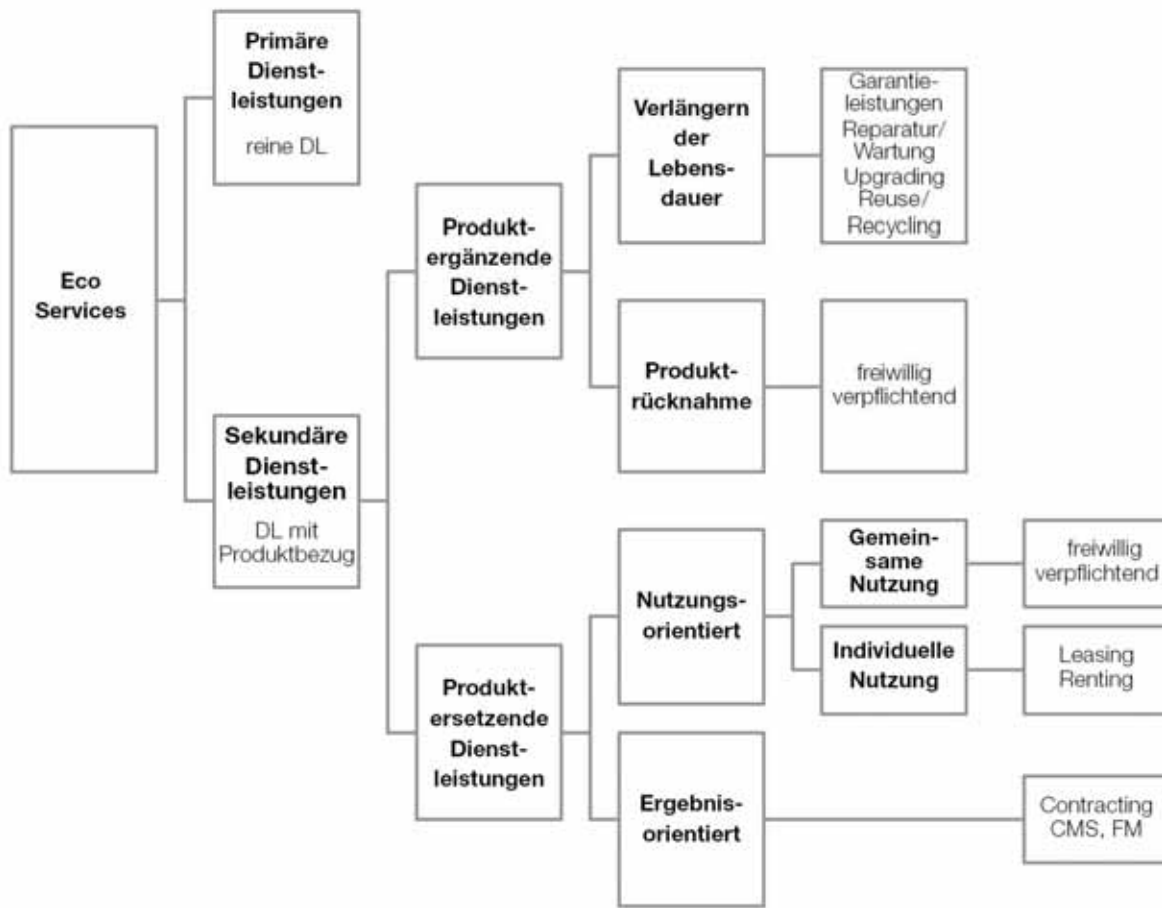 Eco
Services
Primäre
Dienst-
leistungen
reine DL
Sekundäre
Dienst-
leistungen
DL mit
Produktbezug
Produkt-
ergänzende
Dienst-
leistungen
Verlängern
der
Lebens-
dauer
Garantie-
leistungen
Reparatur/
Wartung
Upgrading
Reuse/
Recycling
Produkt-
rücknahme
freiwillig
verpflichtend
Produkt-
ersetzende
Dienst-
leistungen
Nutzungs-
orientiert
Gemein-
same
Nutzung
freiwillig
verpflichtend
Individuelle
Nutzung
Leasing
Renting
Ergebnis-
orientiert
Contracting
CMS, FM